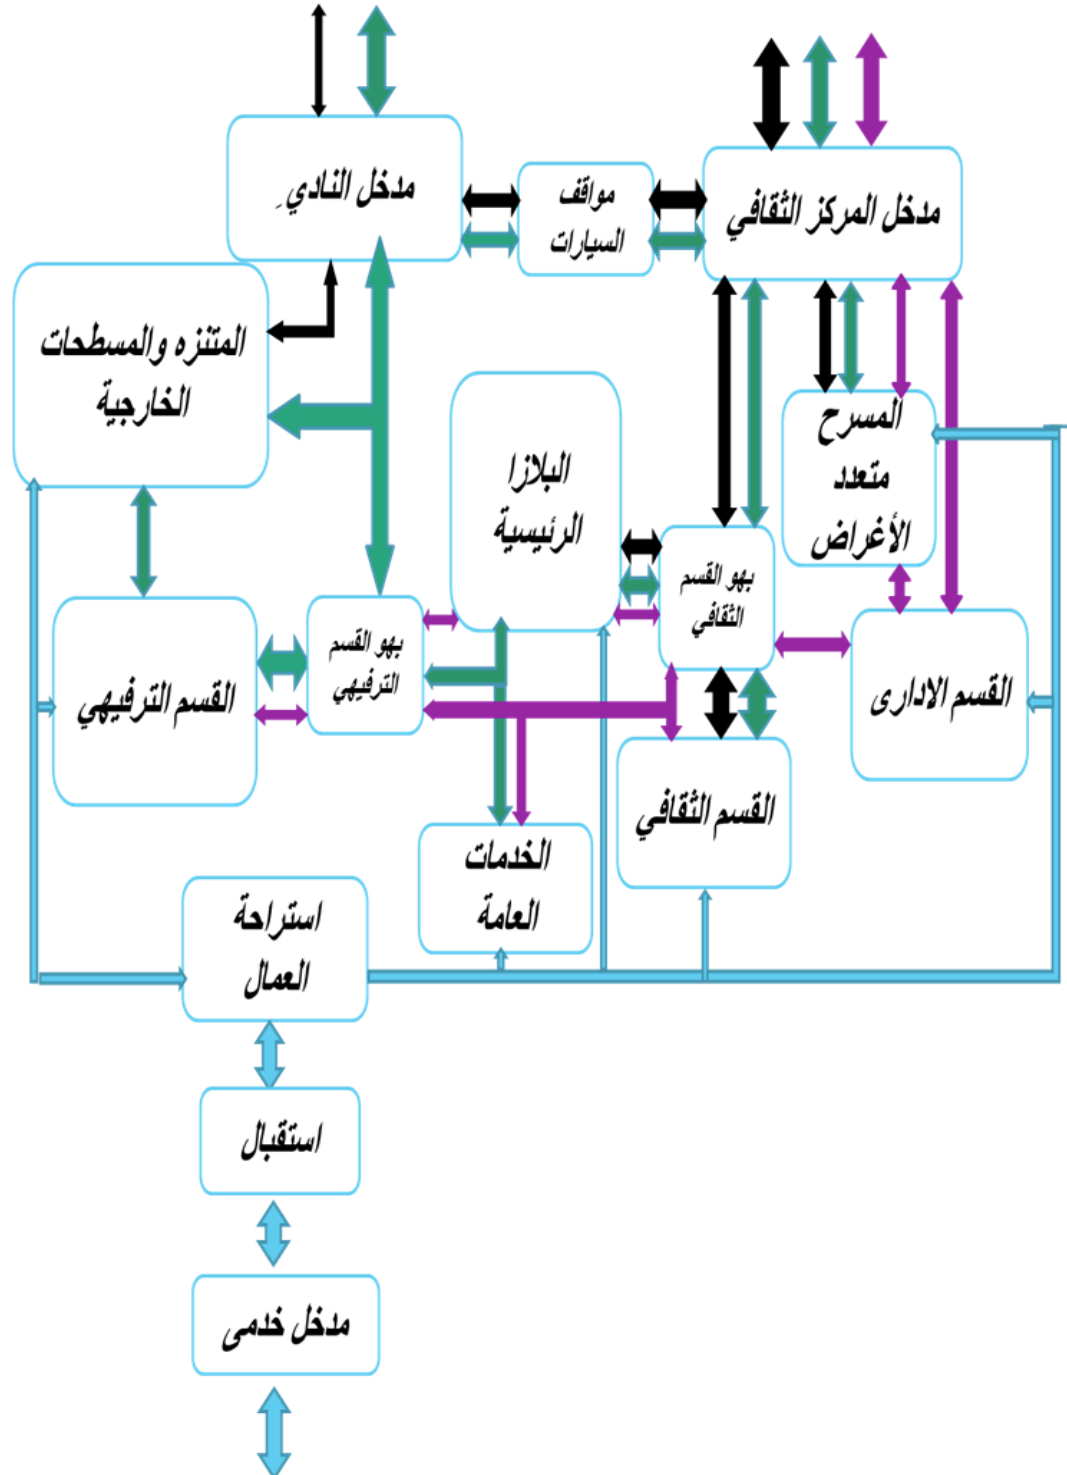 مدخل المركز الثقافي
مواقف
السيارات
مدخل النادي
المتنزه والمسطحات
الخارجية
المسرح
متعدد
الأغراض
البلازا
الرئيسية
بهو القسم
الثقافي
بهو القسم
الترفيهي
القسم الترفيهي
القسم الادارى
القسم الثقافي
الخدمات
العامة
استراحة
العمال
استقبال
مدخل خدمى